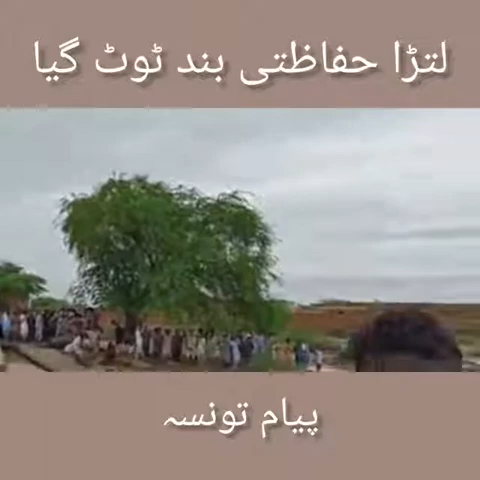 لتڑا حفاظتی بند ٹوٹ گیا
پیام تونسہ